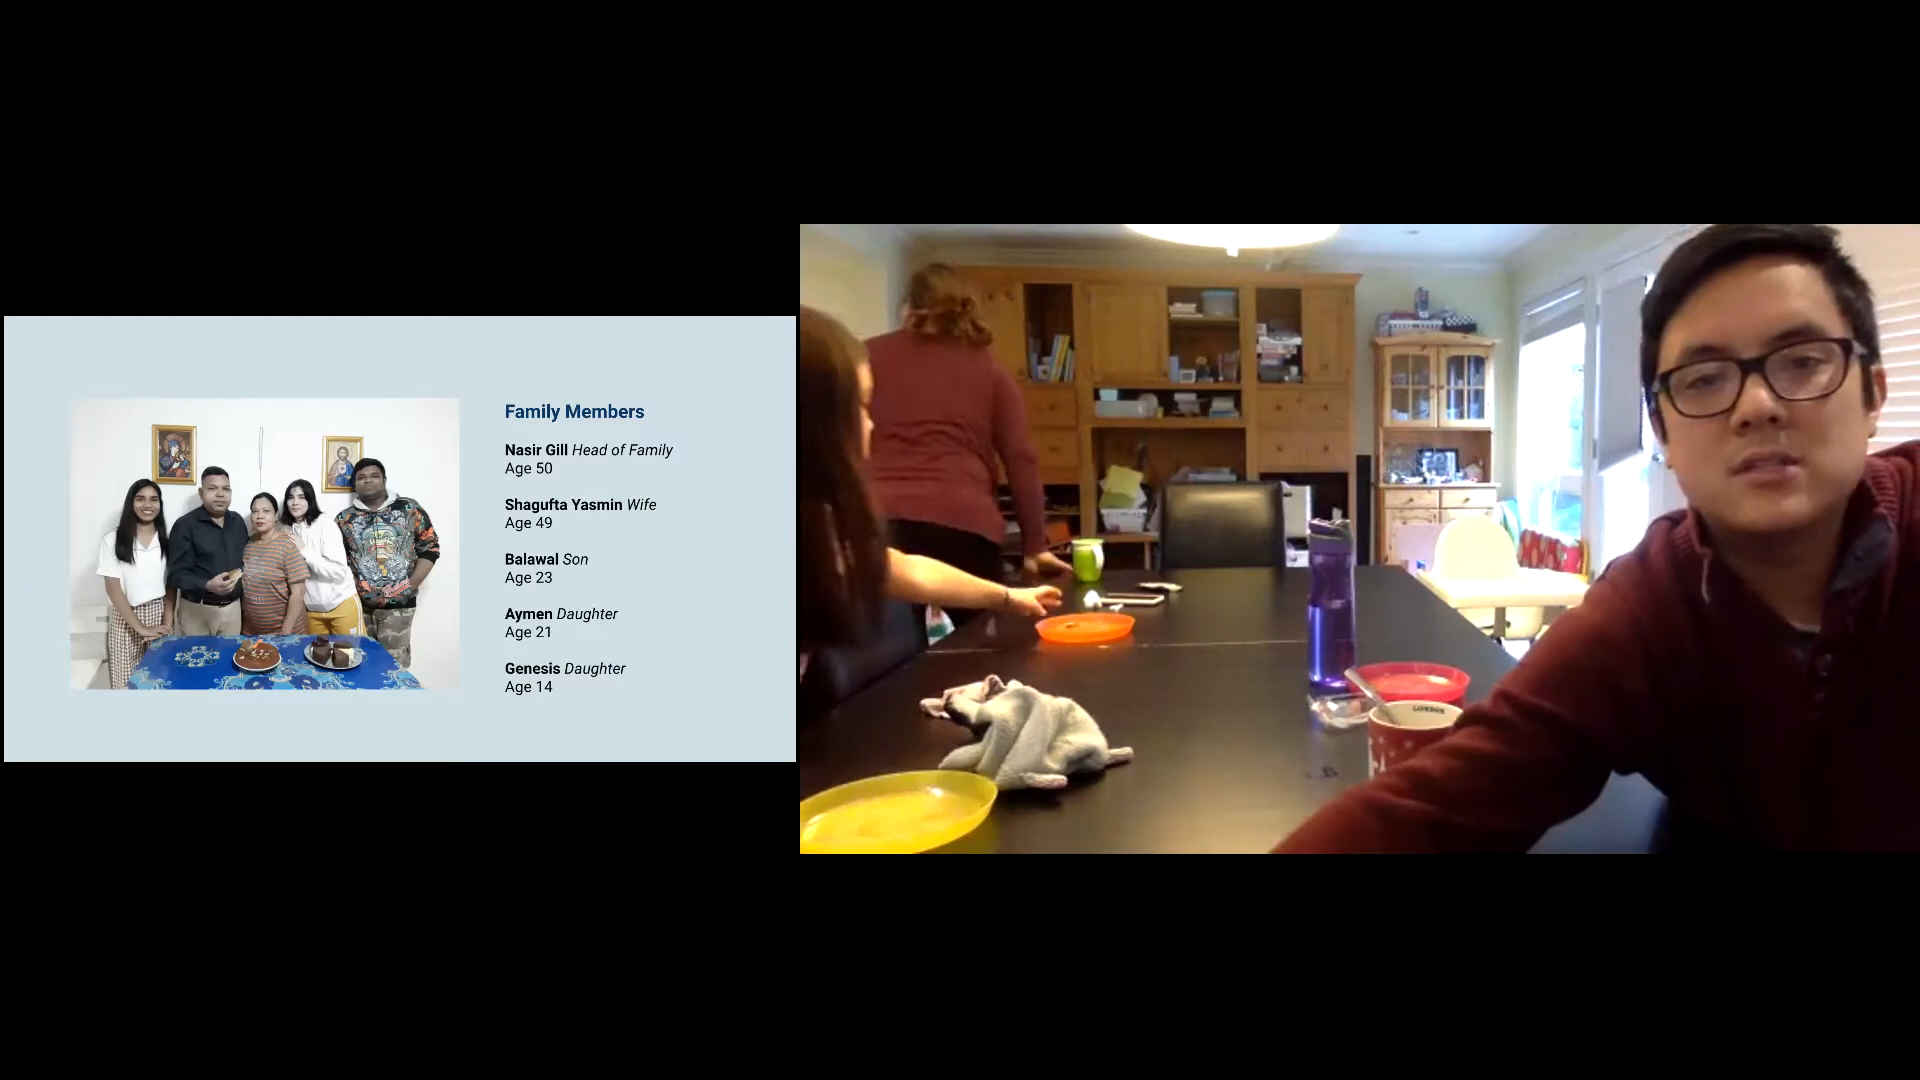 Family Members
Nasir Gill Head of Family
Age 50
Shagufta Yasmin Wife
Age 49
Balawal Son
Age 23
Aymen Daughter
Age 21
Genesis Daughter
Age 14
LONDON